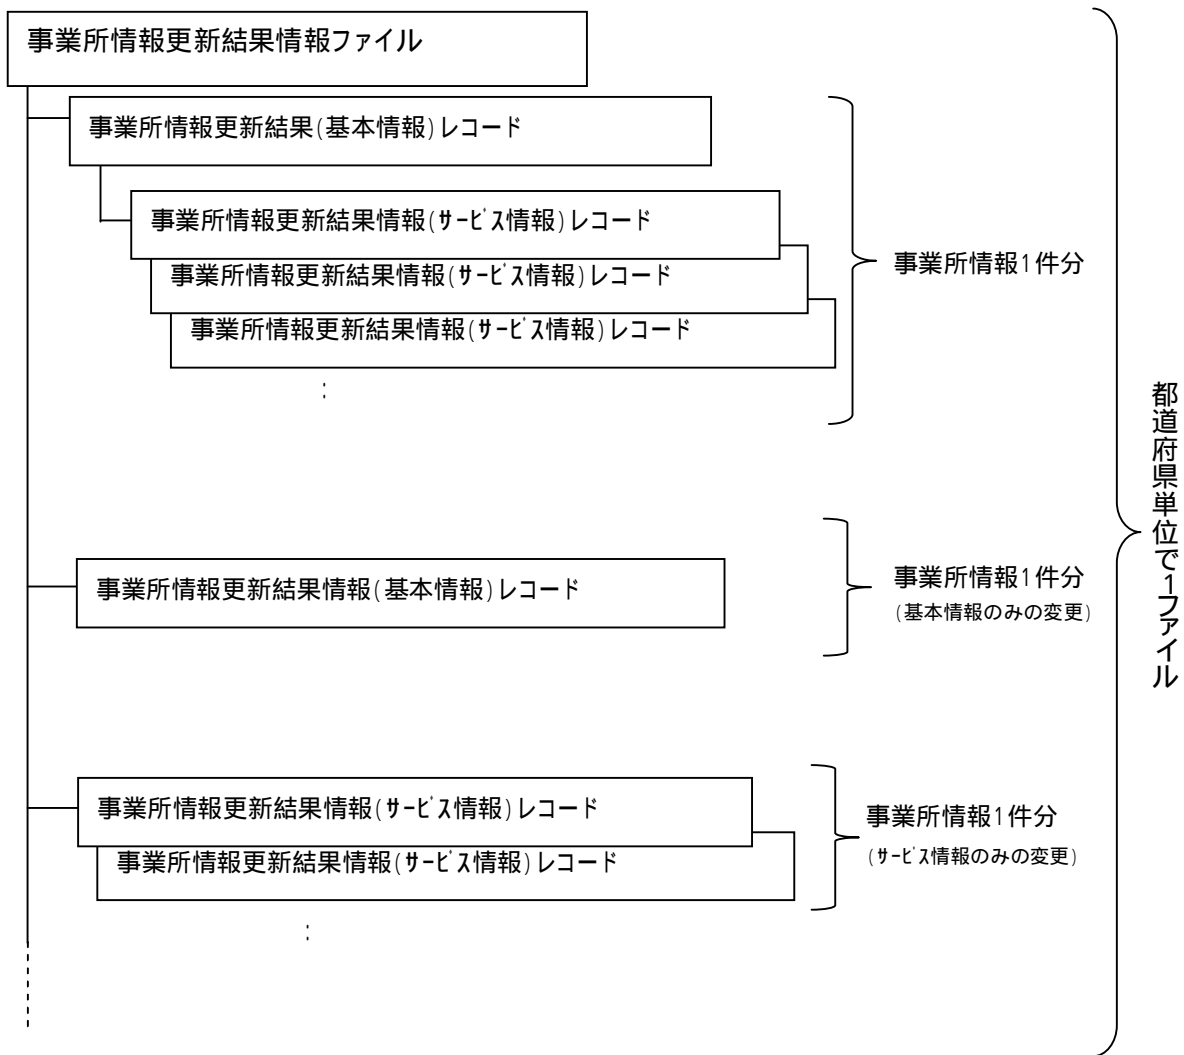 事業所情報更新結果情報ファイル
事業所情報更新結果(基本情報)レコード
事業所情報更新結果情報(ｻｰﾋﾞｽ情報)レコード
事業所情報更新結果情報(サービス情報)レコード
事業所情報更新結果情報(サービス情報)レコード
:
事業所情報1件分
事業所情報更新結果情報(基本情報)レコード
事業所情報1件分
(基本情報のみの変更)
事業所情報更新結果情報(ｻｰﾋﾞｽ情報)レコード
事業所情報更新結果情報(ｻｰﾋﾞｽ情報)レコード
:
事業所情報1件分
(ｻｰﾋﾞｽ情報のみの変更)
都道府県単位で1ファイル